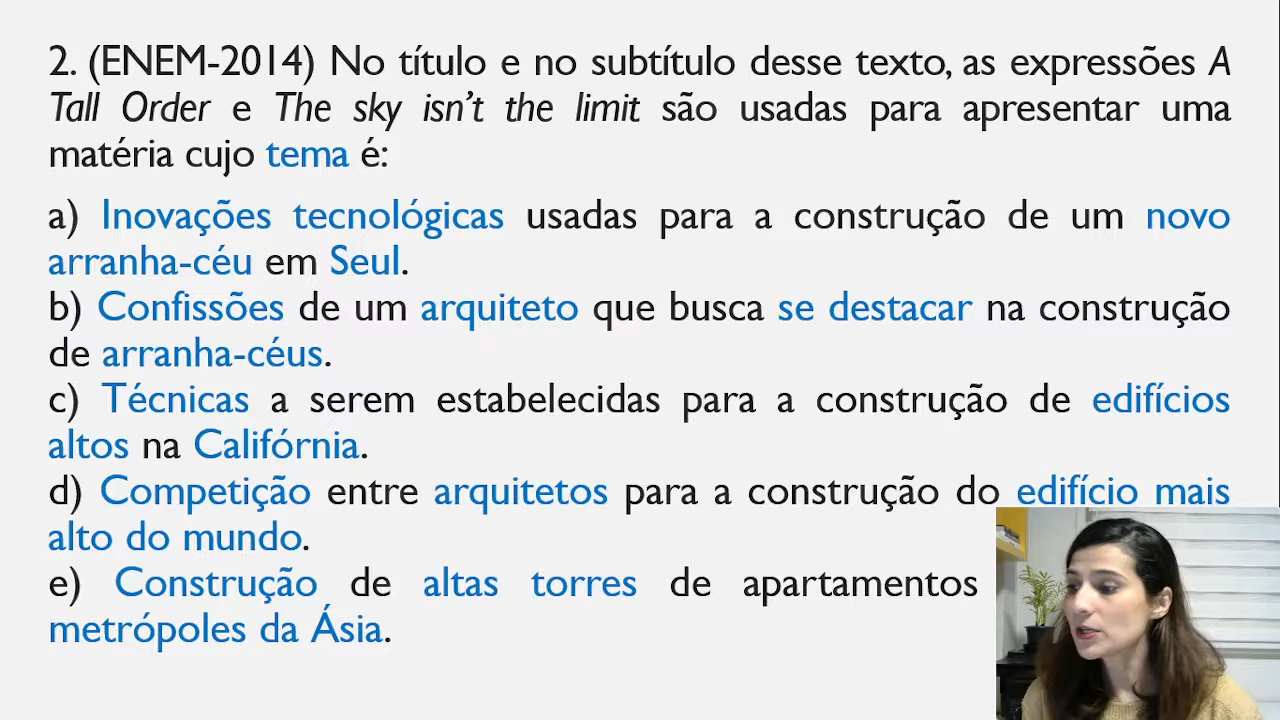 2. (ENEM-2014) No título e no subtítulo desse texto, as expressões A
Tall Order e The sky isn't the limit são usadas para apresentar uma
matéria cujo tema é:
a) Inovações tecnológicas usadas para a construção de um novo
arranha-céu em Seul.
b) Confissões de um arquiteto que busca se destacar na construção
de arranha-céus.
c) Técnicas a serem estabelecidas para a construção de edifícios
altos na Califórnia.
d) Competição entre arquitetos para a construção do edifício mais
alto do mundo.
e) Construção de altas torres de apartamentos
metrópoles da Ásia.